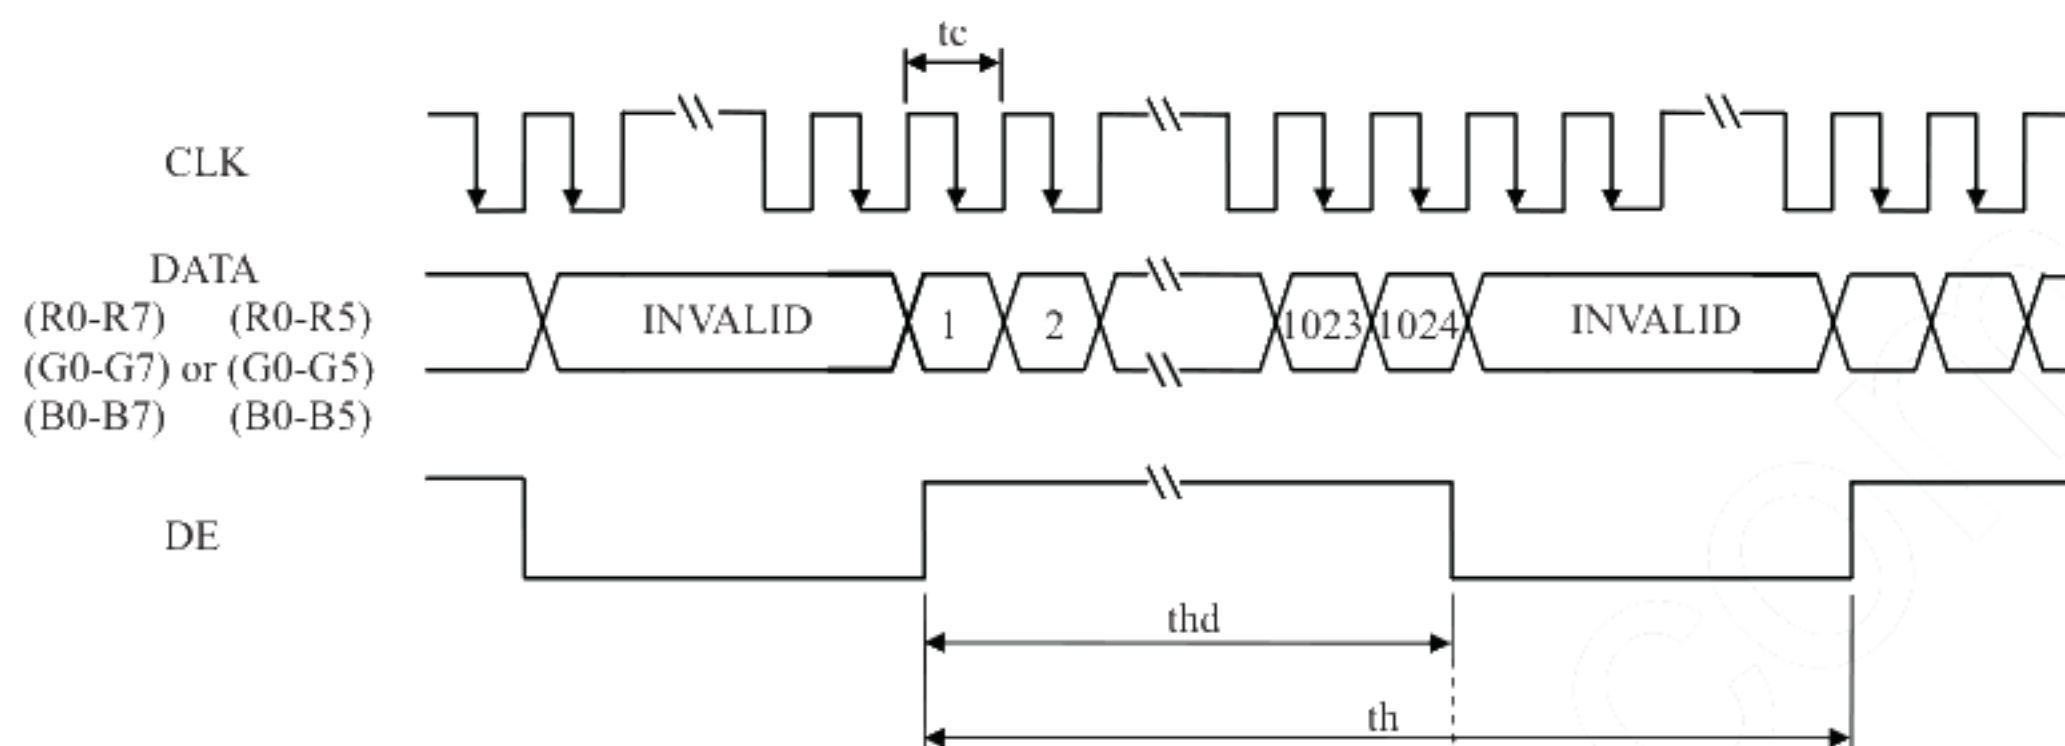 tc
CLK
DATA
(R0-R7) (R0-R5)
(G0-G7) or (G0-G5)
(B0-B7) (B0-B5)
INVALID 1 2 1023 1024 INVALID
DE
thd
th